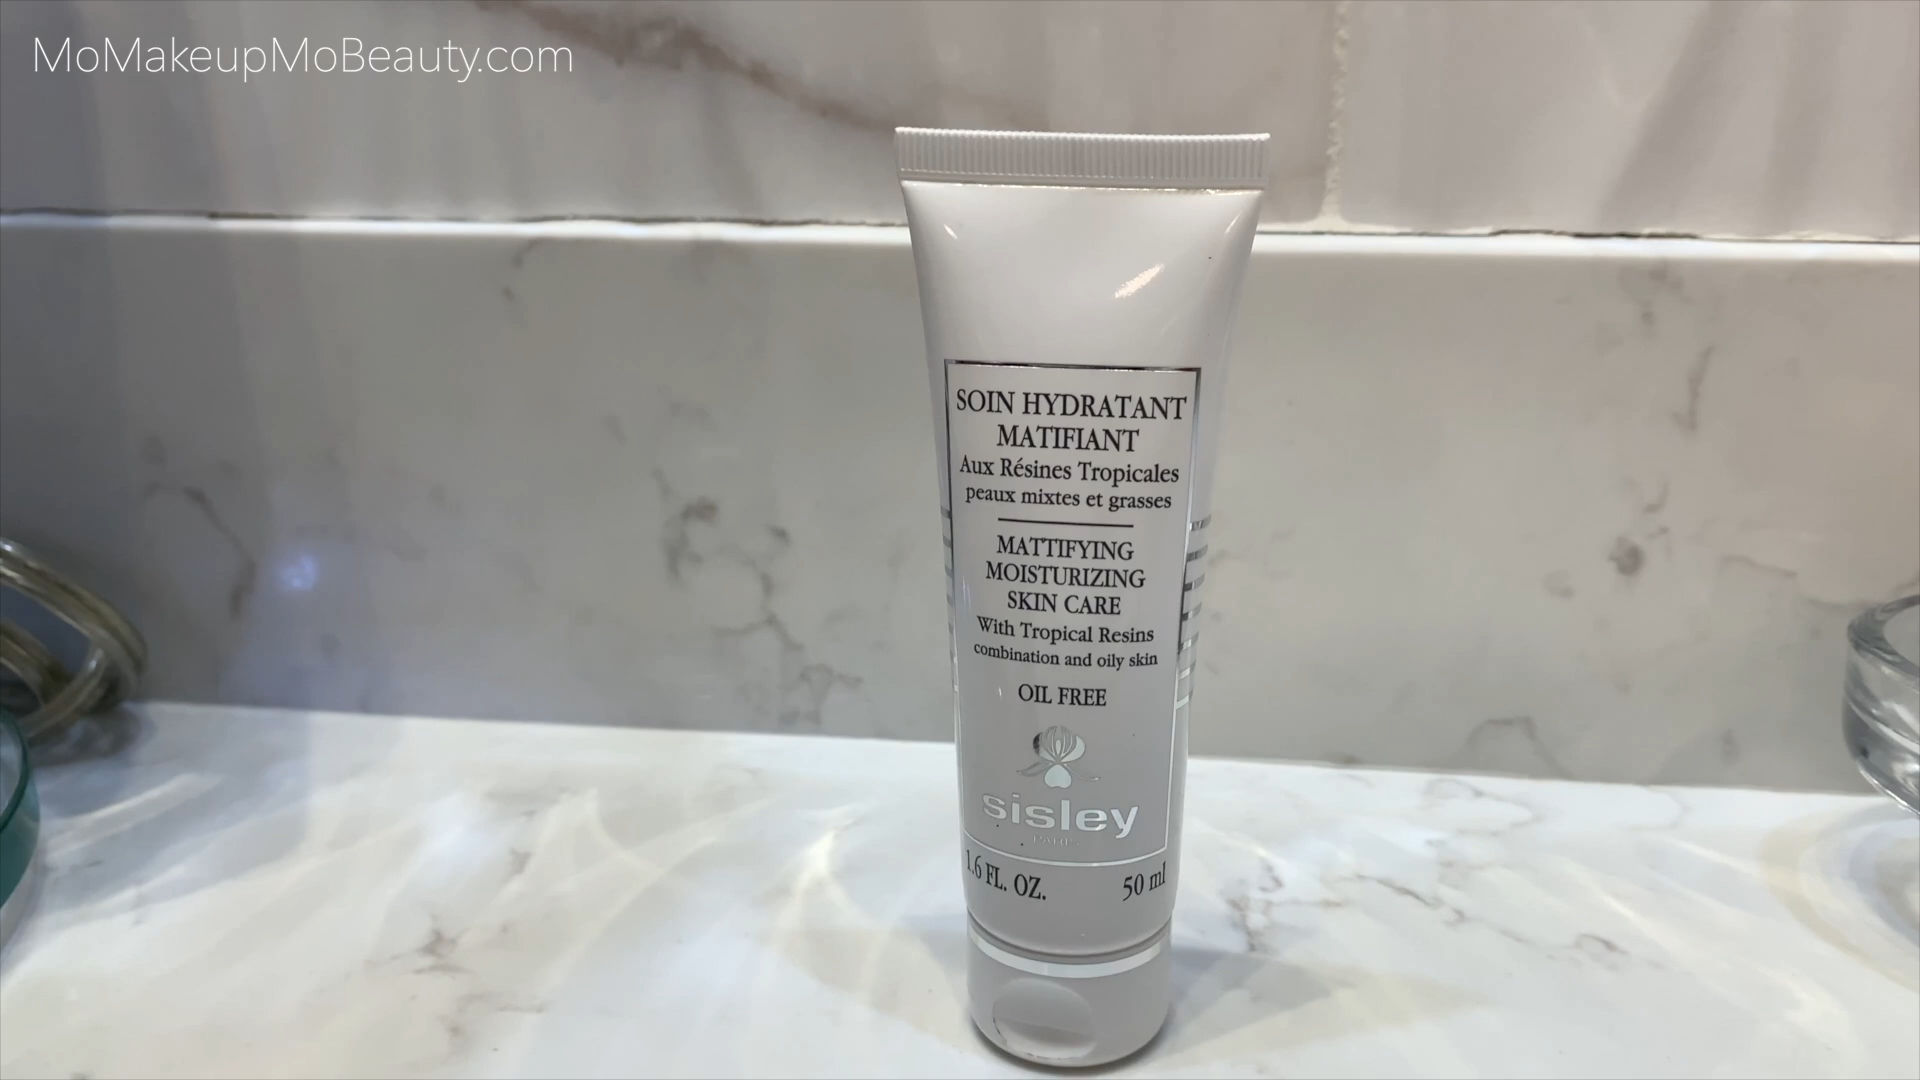 MoMakeupMoBeauty.com
SOIN HYDRATANT
MATIFIANT
Aux Résines Tropicales
peaux mixtes et grasses
MATTIFYING
MOISTURIZING
SKIN CARE
With Tropical Resins
combination and oily skin
OIL FREE
sisley
PARIS
1.6 FL. OZ. 50 ml